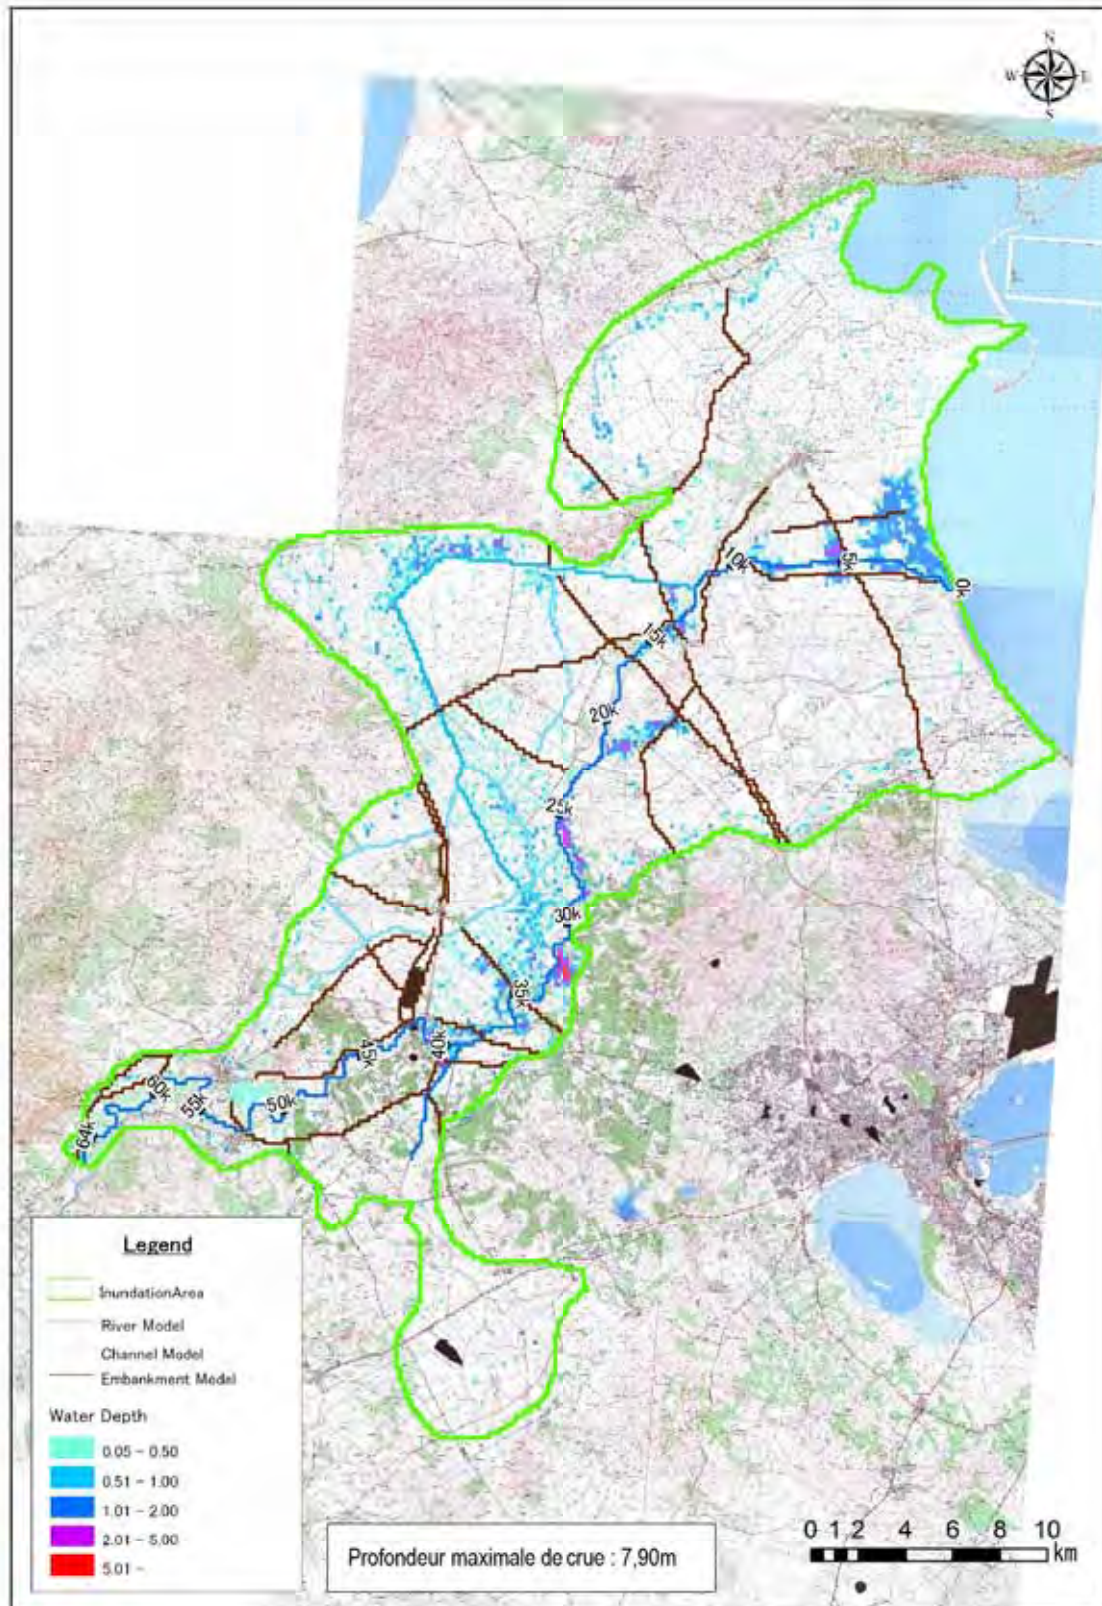 N
W E
S
0k
5k
10k
15k
20k
25k
30k
35k
40k
45k
50k
55k
60k
64k
Legend
InundationArea
River Model
Channel Model
Embankment Model
Water Depth
0.05 - 0.50
0.51 - 1.00
1.01 - 2.00
2.01 - 5.00
5.01 -
Profondeur maximale de crue : 7,90m
0 1 2 4 6 8 10
km